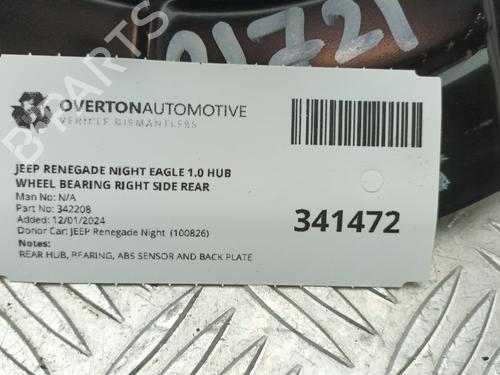 01721
OVERTONAUTOMOTIVE
VEHICLE DISMANTLERS
JEEP RENEGADE NIGHT EAGLE 1.0 HUB
WHEEL BEARING RIGHT SIDE REAR
Man No: N/A
Part No: 342208
Added: 12/01/2024
Donor Car: JEEP Renegade Night (100826)
Notes:
REAR HUB, BEARING, ABS SENSOR AND BACK PLATE
341472
B-PARTS